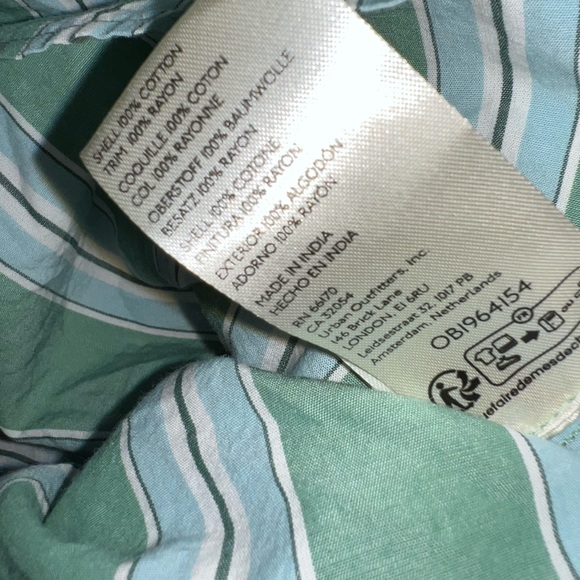 SHELL 100% COTTON
TRIM 100% RAYON
COQUILLE 100% COTON
COL 100% RAYONNE
OBERSTOFF 100% BAUMWOLLE
BESATZ 100% RAYON
SHELL 100% COTONE
FINITURA 100% RAYON
EXTERIOR 100% ALGODÓN
ADORNO 100% RAYON
MADE IN INDIA
HECHO EN INDIA
RN 66170
CA 32054
Urban Outfitters, Inc.
146 Brick Lane
LONDON, E1 6RU
Leidsestraat 32, 1017 PB
Amsterdam, Netherlands
OB1964154
FR